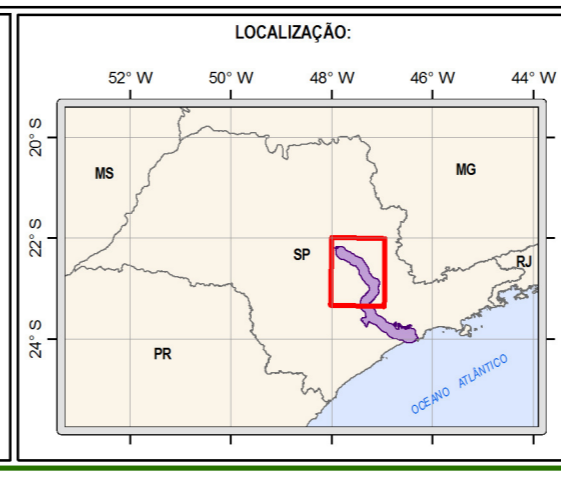 LOCALIZAÇÃO:
52° W 50° W 48° W 46° W 44° W
20° S
MS
MG
22° S
SP
RJ
24° S
PR
OCEANO ATLÂNTICO